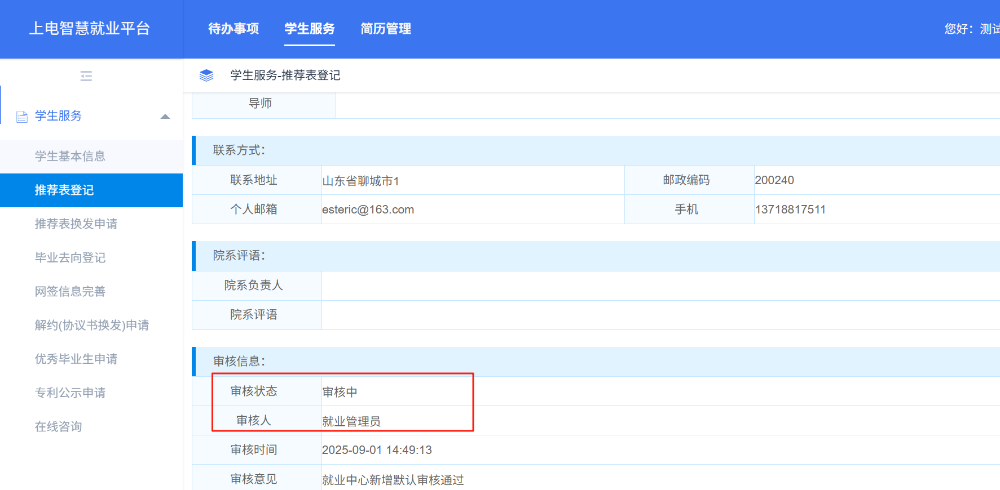 上电智慧就业平台
待办事项 学生服务 简历管理
您好：测试
学生服务-推荐表登记
学生服务
学生基本信息
推荐表登记
推荐表换发申请
毕业去向登记
网签信息完善
解约(协议书换发)申请
优秀毕业生申请
专利公示申请
在线咨询
导师
联系方式：
联系地址 山东省聊城市1 邮政编码 200240
个人邮箱 esteric@163.com 手机 13718817511
院系评语：
院系负责人
院系评语
审核信息：
审核状态 审核中
审核人 就业管理员
审核时间 2025-09-01 14:49:13
审核意见 就业中心新增默认审核通过